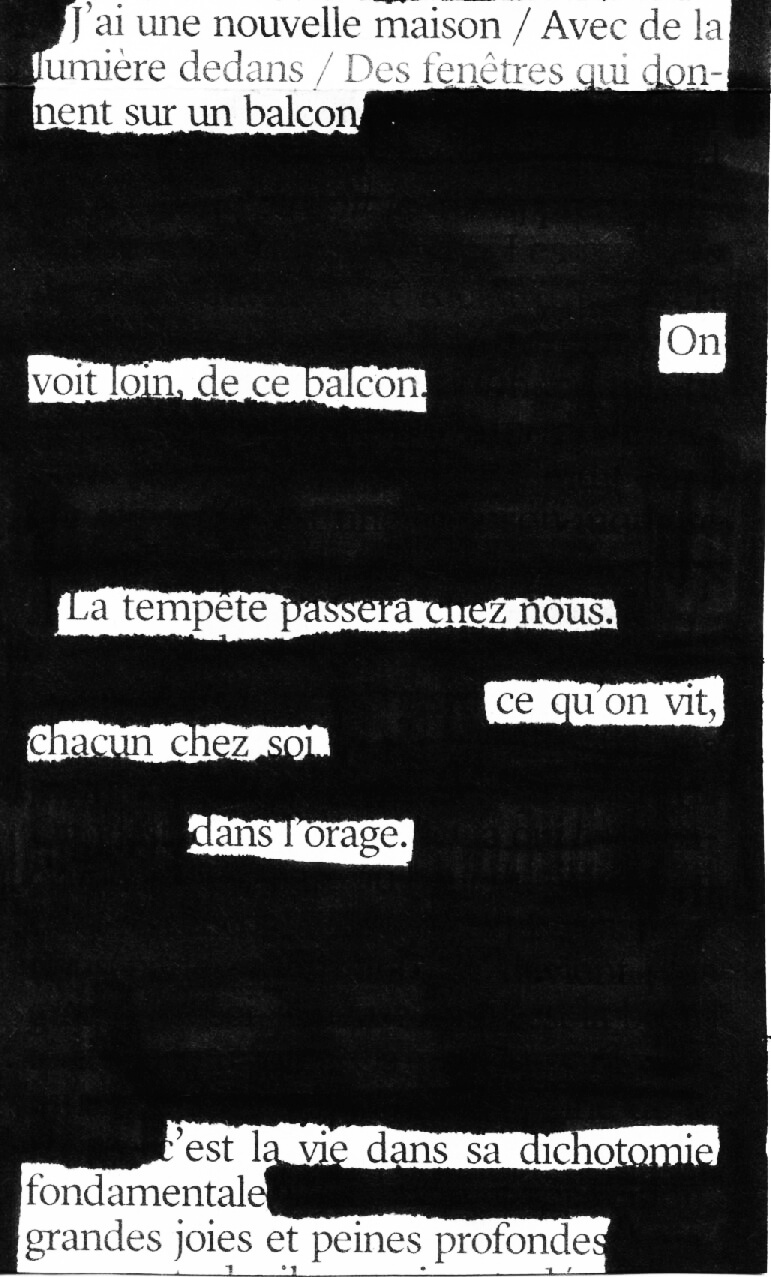 J'ai une nouvelle maison / Avec de la
lumière dedans / Des fenêtres qui don-
nent sur un balcon
On
voit loin, de ce balcon.
La tempête passera chez nous.
ce qu'on vit,
chacun chez soi.
dans l'orage.
c'est la vie dans sa dichotomie
fondamentale
grandes joies et peines profondes